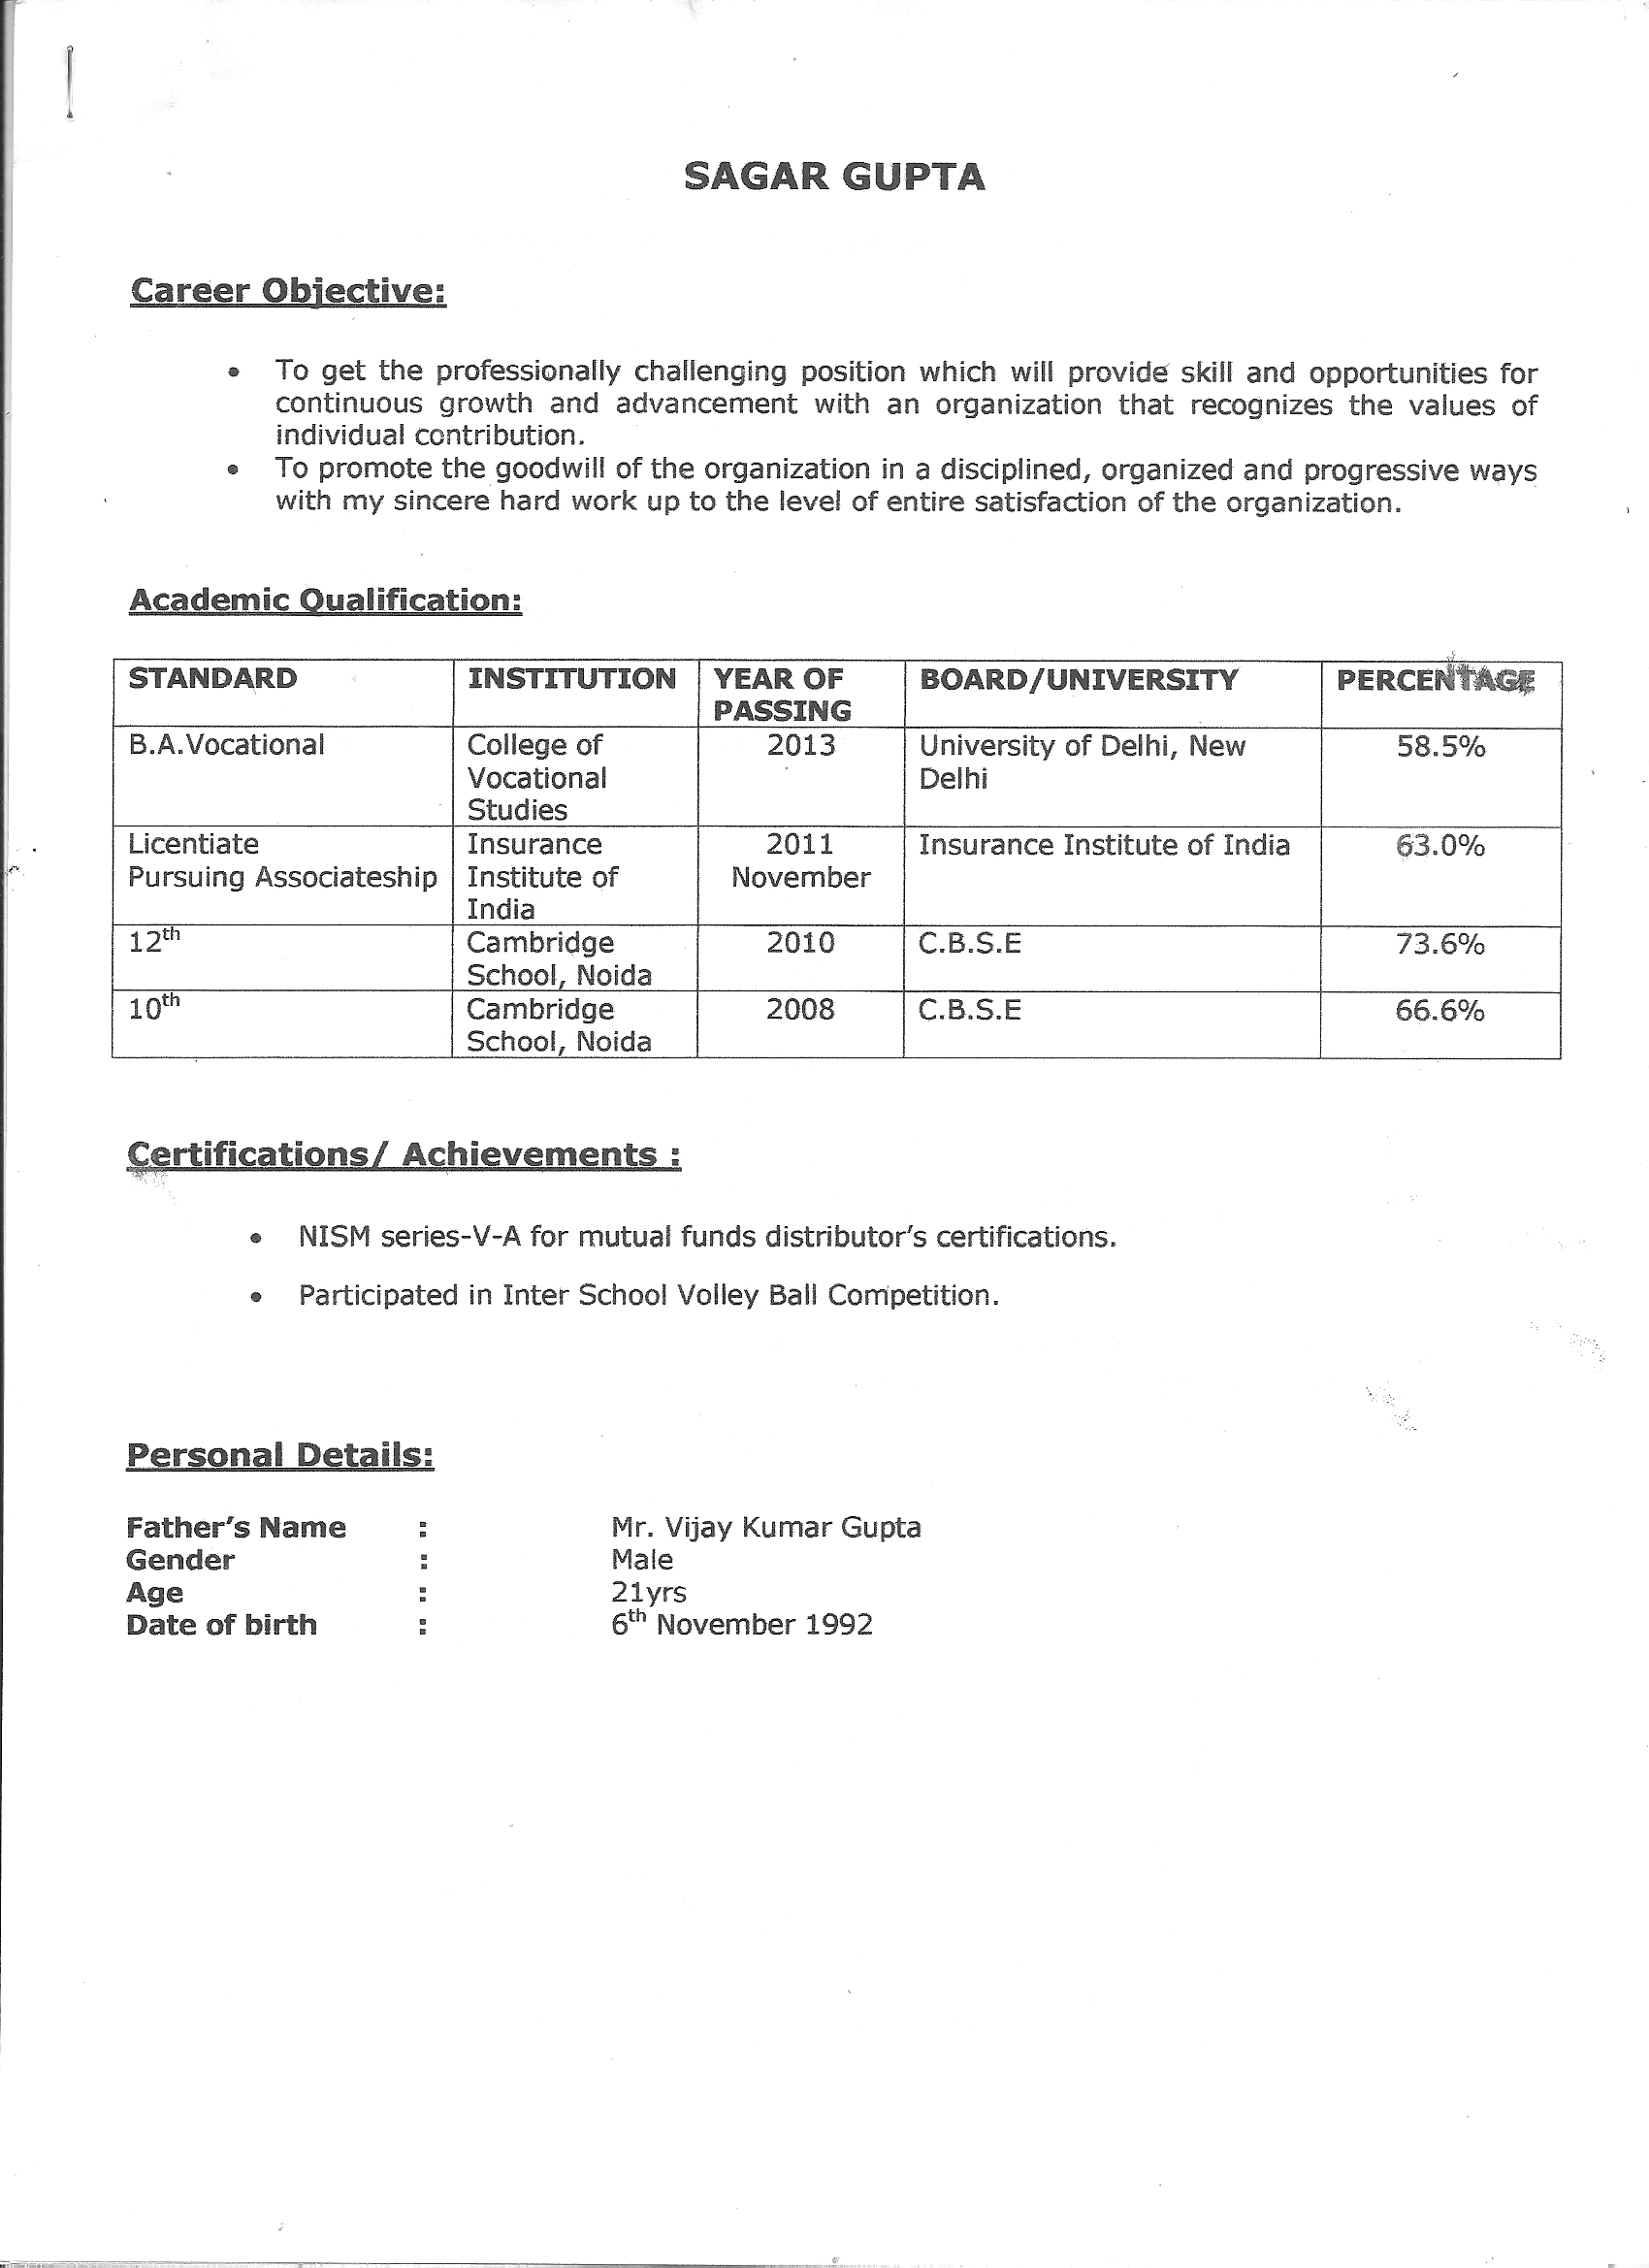 SAGAR GUPTA
Career Objective:
• To get the professionally challenging position which will provide skill and opportunities for
continuous growth and advancement with an organization that recognizes the values of
individual contribution.
• To promote the goodwill of the organization in a disciplined, organized and progressive ways
with my sincere hard work up to the level of entire satisfaction of the organization.
Academic Qualification:
STANDARD INSTITUTION YEAR OF PASSING BOARD/UNIVERSITY PERCENTAGE
B.A.Vocational College of Vocational Studies 2013 University of Delhi, New Delhi 58.5%
Licentiate Pursuing Associateship Insurance Institute of India 2011 November Insurance Institute of India 63.0%
12th Cambridge School, Noida 2010 C.B.S.E 73.6%
10th Cambridge School, Noida 2008 C.B.S.E 66.6%
Certifications/ Achievements :
• NISM series-V-A for mutual funds distributor's certifications.
• Participated in Inter School Volley Ball Competition.
Personal Details:
Father's Name : Mr. Vijay Kumar Gupta
Gender : Male
Age : 21yrs
Date of birth : 6th November 1992